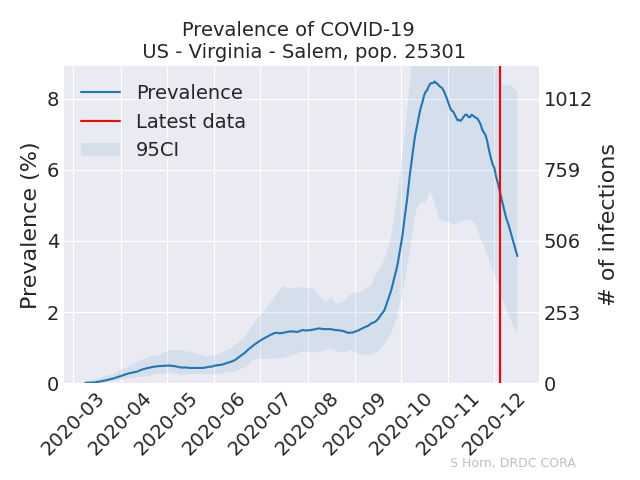 Prevalence of COVID-19
US - Virginia - Salem, pop. 25301
Prevalence
Latest data
95CI
Prevalence (%)
8
6
4
2
0
1012
759
506
253
0
# of infections
2020-03
2020-04
2020-05
2020-06
2020-07
2020-08
2020-09
2020-10
2020-11
2020-12
S Horn, DRDC CORA